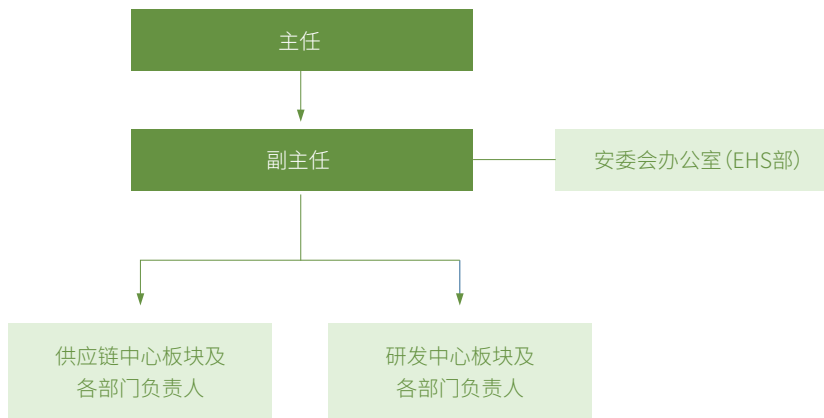 主任
副主任
安委会办公室（EHS部）
供应链中心板块及
各部门负责人
研发中心板块及
各部门负责人